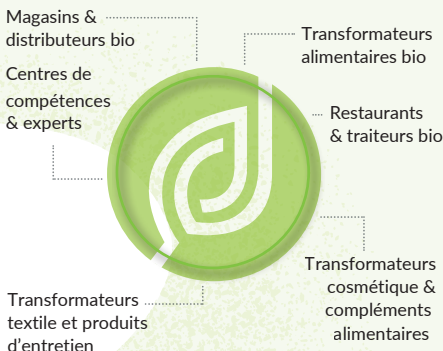 Magasins &
distributeurs bio
Centres de
compétences
& experts
Transformateurs
textile et produits
d'entretien
Transformateurs
alimentaires bio
Restaurants
& traiteurs bio
Transformateurs
cosmétique &
compléments
alimentaires